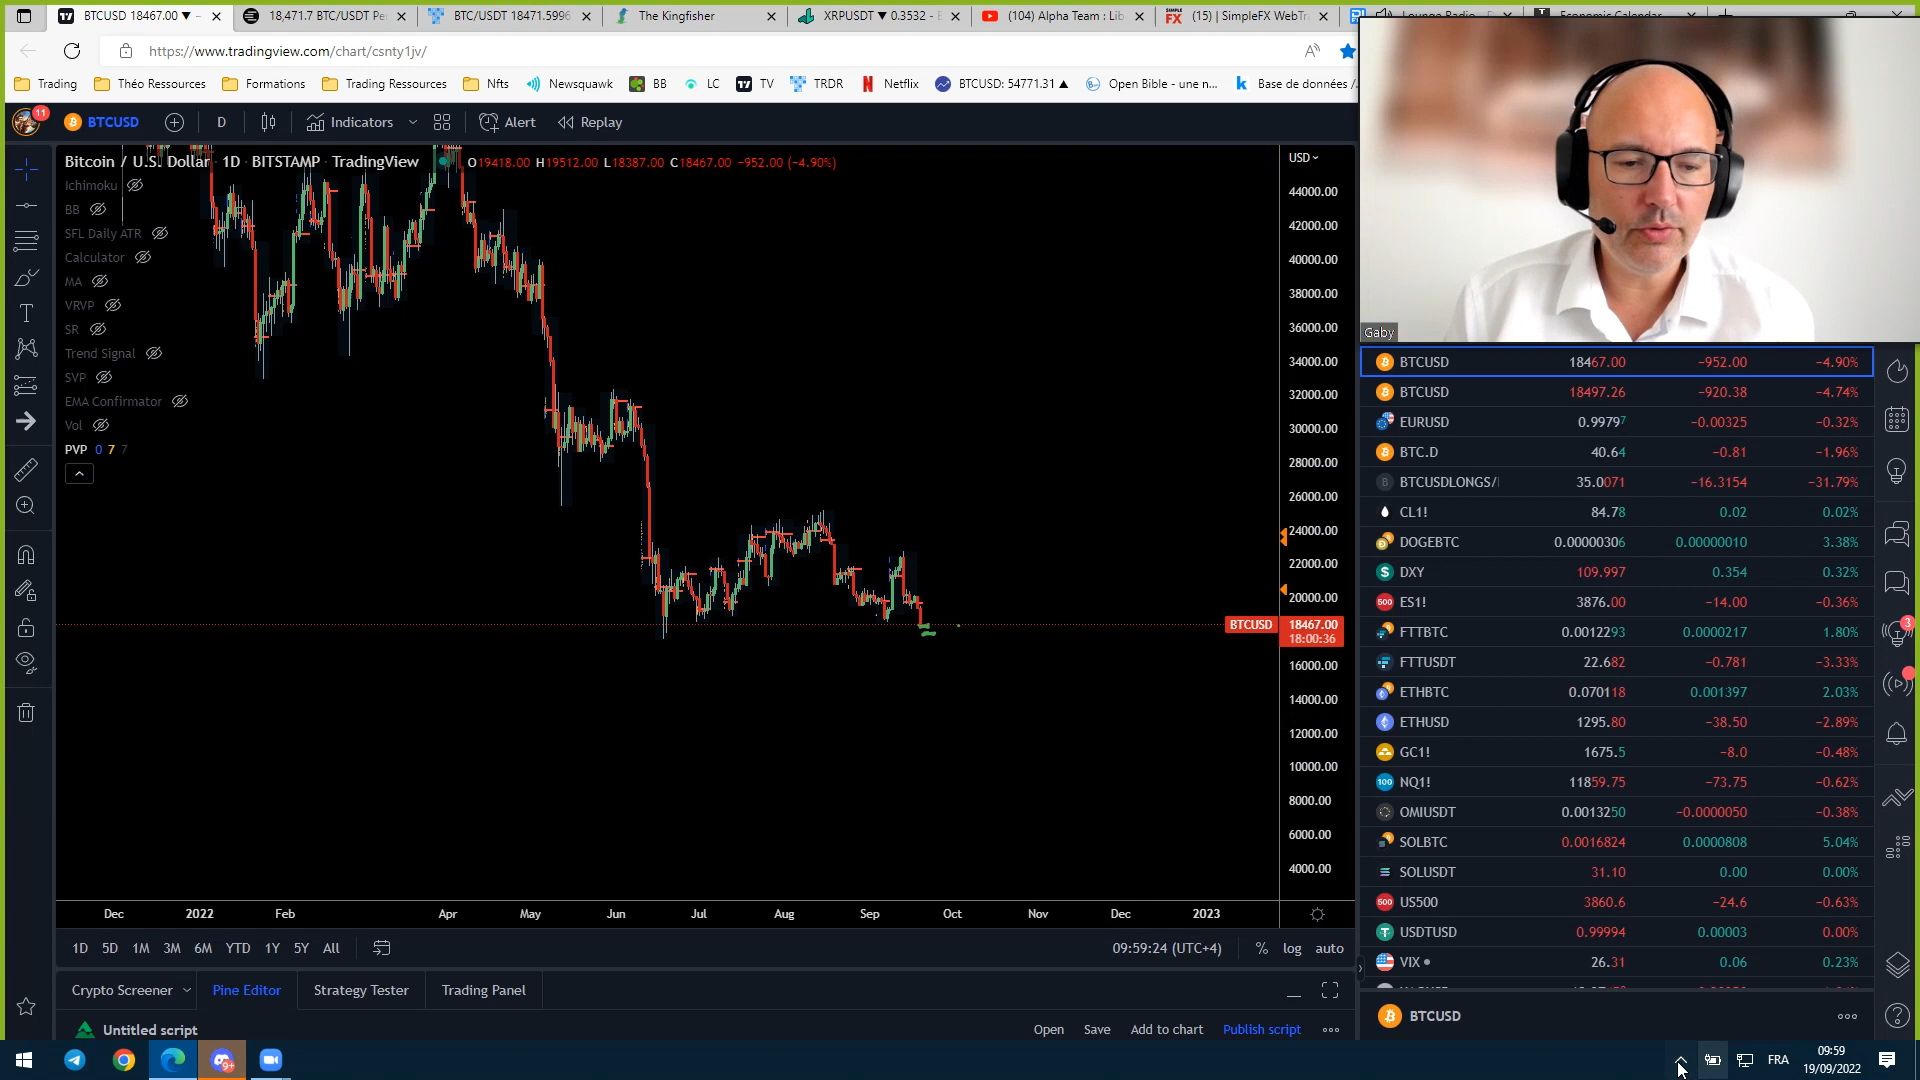 BTCUSD 18467.00 ▼ -
18,471.7 BTC/USDT Pe
BTC/USDT 18471.5996
The Kingfisher
XRPUSDT ▼ 0.3532 -
(104) Alpha Team : Lib
SIMPLE FX
(15) | SimpleFX WebTr
https://www.tradingview.com/chart/csnty1jv/
Trading
Théo Ressources
Formations
Trading Ressources
Nfts
Newsquawk
BB
LC
TV
TRDR
Netflix
BTCUSD: 54771.31 ▲
Open Bible - une n...
Base de données /
11
BTCUSD
D
Indicators
Alert
Replay
Bitcoin / U.S. Dollar · 1D · BITSTAMP · TradingView
O19418.00 H19512.00 L18387.00 C18467.00 −952.00 (−4.90%)
Ichimoku
BB
SFL Daily ATR
Calculator
MA
VRVP
SR
Trend Signal
SVP
EMA Confirmator
Vol
PVP 0 7 7
USD
44000.00
42000.00
40000.00
38000.00
36000.00
34000.00
32000.00
30000.00
28000.00
26000.00
24000.00
22000.00
20000.00
BTCUSD 18467.00
18:00:36
16000.00
14000.00
12000.00
10000.00
8000.00
6000.00
4000.00
Dec 2022 Feb Apr May Jun Jul Aug Sep Oct Nov Dec 2023
1D 5D 1M 3M 6M YTD 1Y 5Y All
09:59:24 (UTC+4) % log auto
Crypto Screener
Pine Editor
Strategy Tester
Trading Panel
Untitled script
Open Save Add to chart Publish script
Gaby
BTCUSD 18467.00 −952.00 −4.90%
BTCUSD 18497.26 −920.38 −4.74%
EURUSD 0.99797 −0.00325 −0.32%
BTC.D 40.64 −0.81 −1.96%
BTCUSDLONGS/ 35.0071 −16.3154 −31.79%
CL1! 84.78 0.02 0.02%
DOGEBTC 0.00000306 0.00000010 3.38%
DXY 109.997 0.354 0.32%
ES1! 3876.00 −14.00 −0.36%
FTTBTC 0.0012293 0.0000217 1.80%
FTTUSDT 22.682 −0.781 −3.33%
ETHBTC 0.070118 0.001397 2.03%
ETHUSD 1295.80 −38.50 −2.89%
GC1! 1675.5 −8.0 −0.48%
NQ1! 11859.75 −73.75 −0.62%
OMIUSDT 0.0013250 −0.0000050 −0.38%
SOLBTC 0.0016824 0.0000808 5.04%
SOLUSDT 31.10 0.00 0.00%
US500 3860.6 −24.6 −0.63%
USDTUSD 0.99994 0.00003 0.00%
VIX 26.31 0.06 0.23%
BTCUSD
3
9+
FRA
09:59
19/09/2022